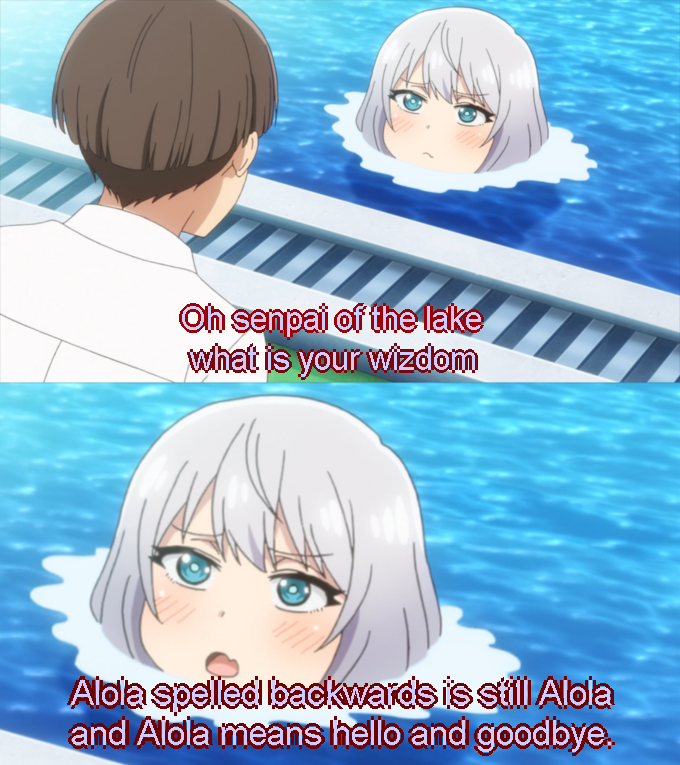 Oh senpai of the lake
what is your wizdom
Alola spelled backwards is still Alola
and Alola means hello and goodbye.